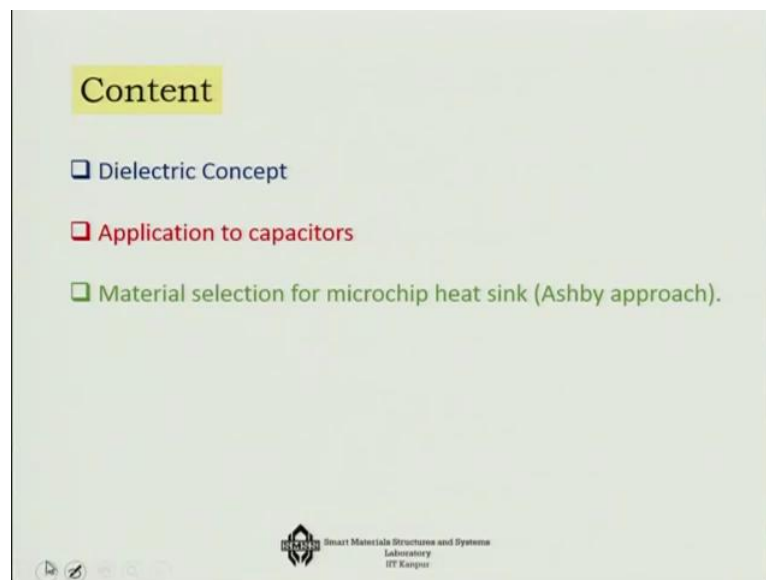 Content
Dielectric Concept
Application to capacitors
Material selection for microchip heat sink (Ashby approach).
Smart Materials Structures and Systems
Laboratory
IIT Kanpur